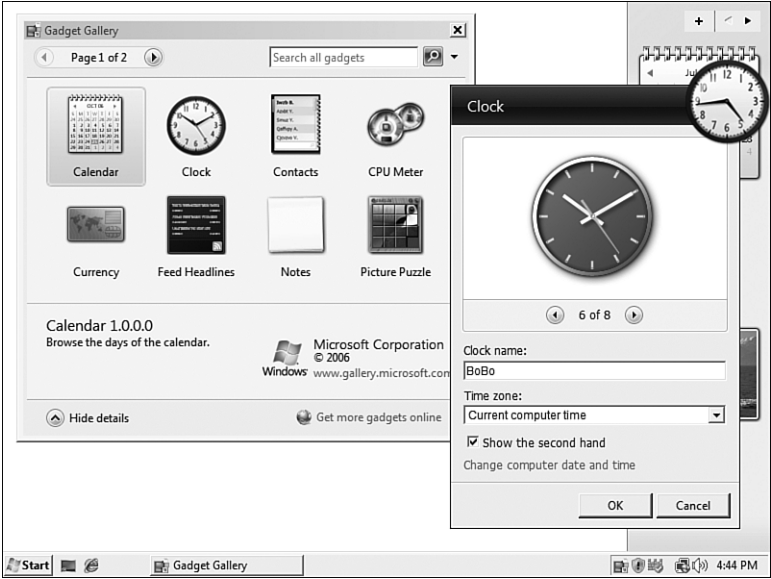 Gadget Gallery
Page 1 of 2
Search all gadgets
Calendar
Clock
Contacts
CPU Meter
Currency
Feed Headlines
Notes
Picture Puzzle
Calendar 1.0.0.0
Browse the days of the calendar.
Microsoft Corporation
© 2006
Windows
www.gallery.microsoft.com
Hide details
Get more gadgets online
Clock
6 of 8
Clock name:
BoBo
Time zone:
Current computer time
Show the second hand
Change computer date and time
OK
Cancel
Start
Gadget Gallery
4:44 PM